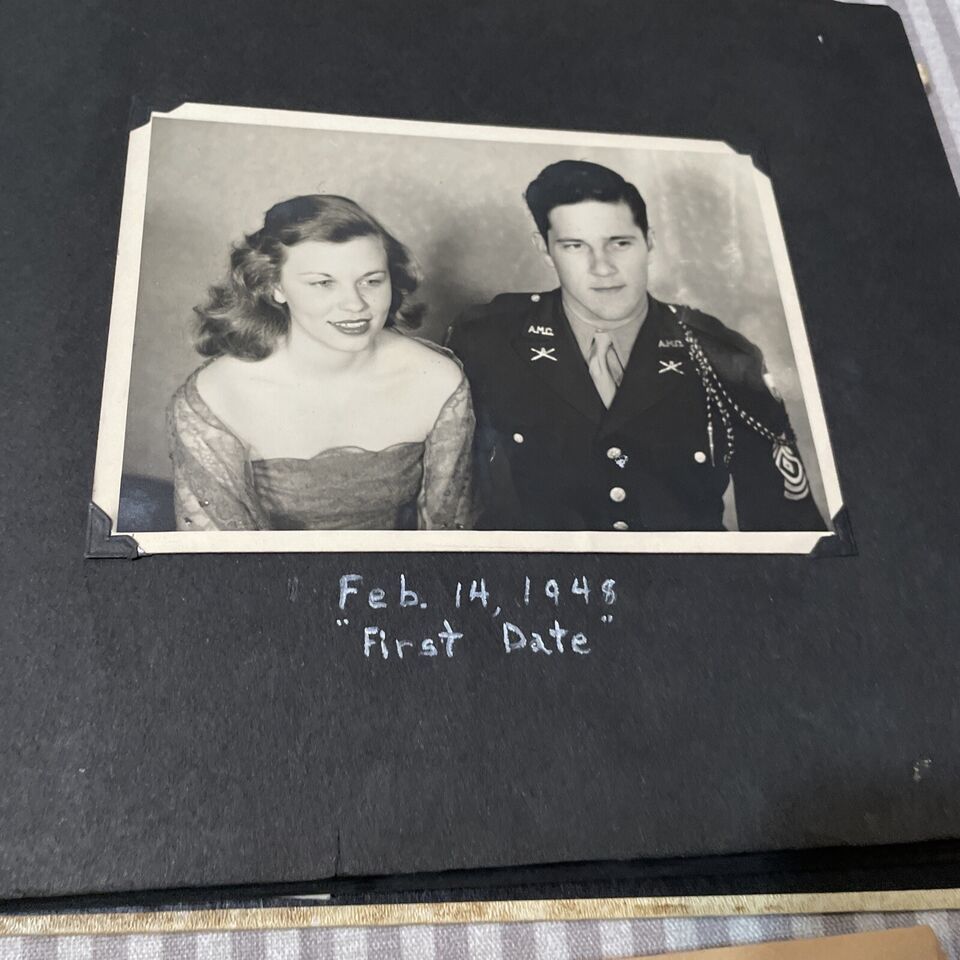 A.M.C.
A.M.C.
Feb. 14, 1948
"First Date"